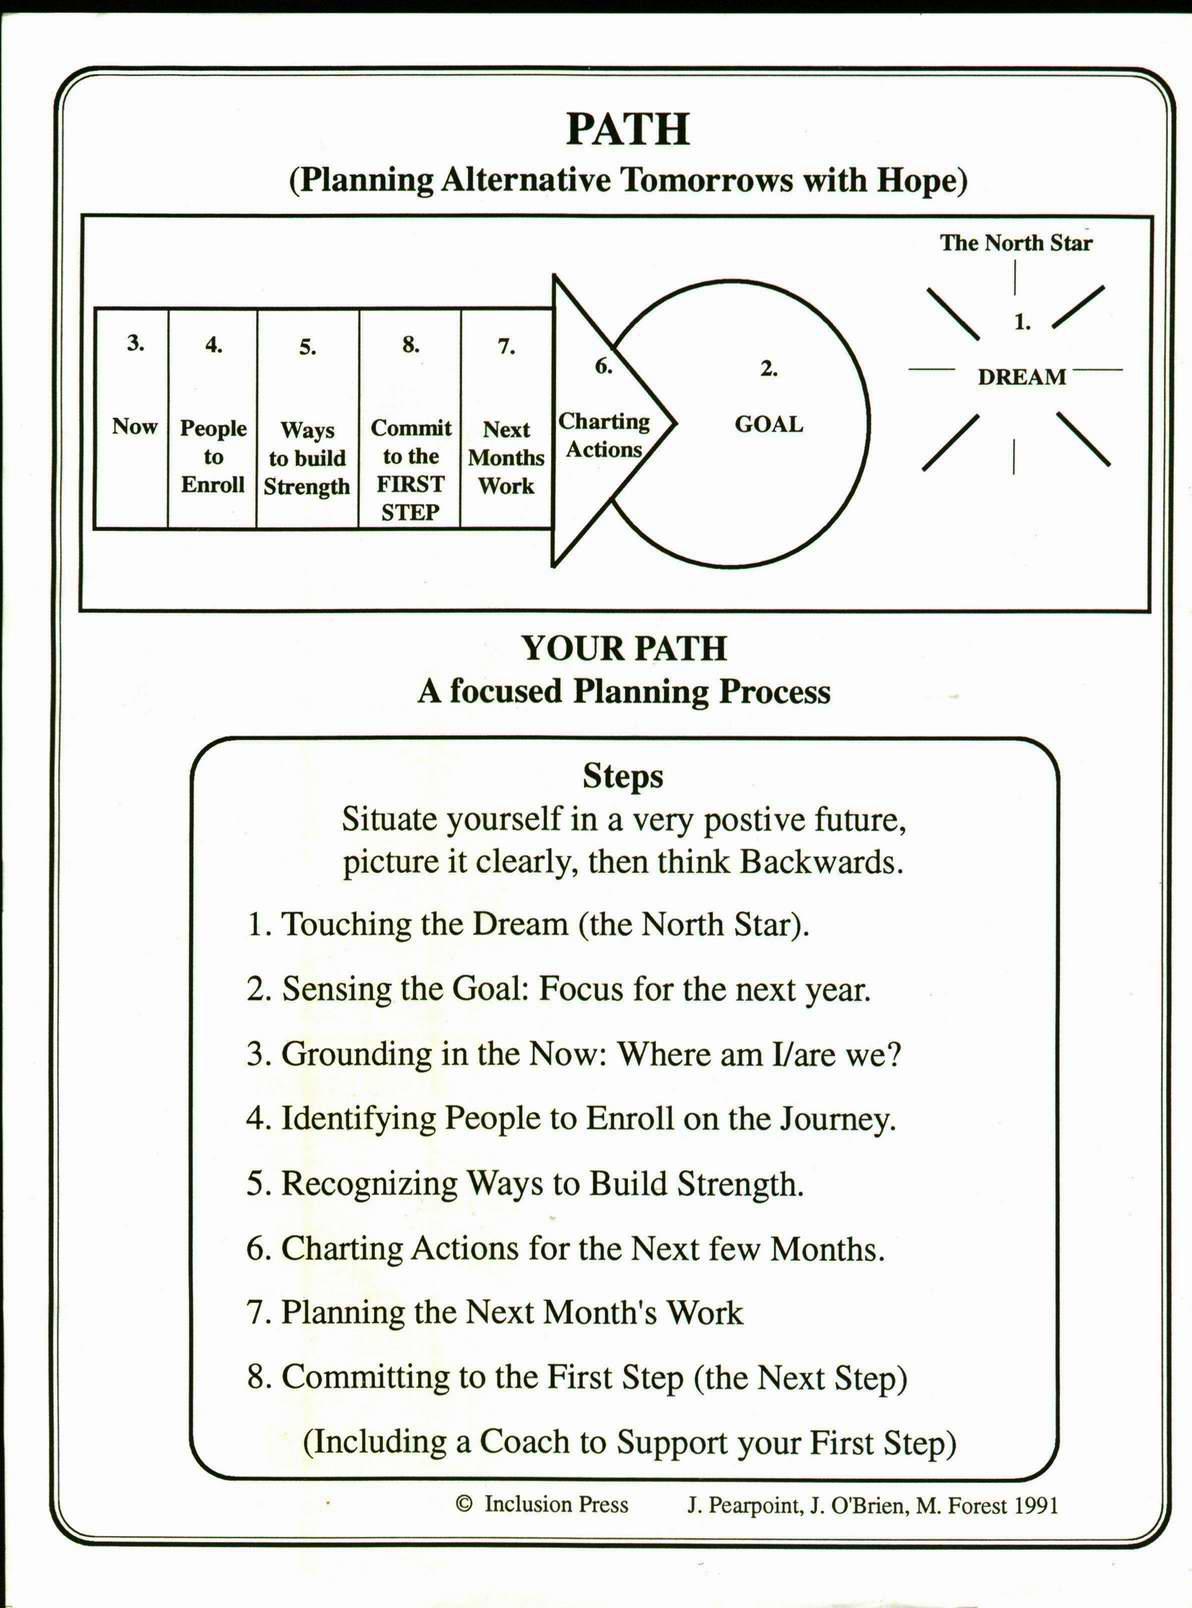 PATH
(Planning Alternative Tomorrows with Hope)
The North Star
1.
DREAM
3.
Now
4.
People
to
Enroll
5.
Ways
to build
Strength
8.
Commit
to the
FIRST
STEP
7.
Next
Months
Work
6.
Charting
Actions
2.
GOAL
YOUR PATH
A focused Planning Process
Steps
Situate yourself in a very postive future,
picture it clearly, then think Backwards.
1. Touching the Dream (the North Star).
2. Sensing the Goal: Focus for the next year.
3. Grounding in the Now: Where am I/are we?
4. Identifying People to Enroll on the Journey.
5. Recognizing Ways to Build Strength.
6. Charting Actions for the Next few Months.
7. Planning the Next Month's Work
8. Committing to the First Step (the Next Step)
(Including a Coach to Support your First Step)
© Inclusion Press J. Pearpoint, J. O'Brien, M. Forest 1991